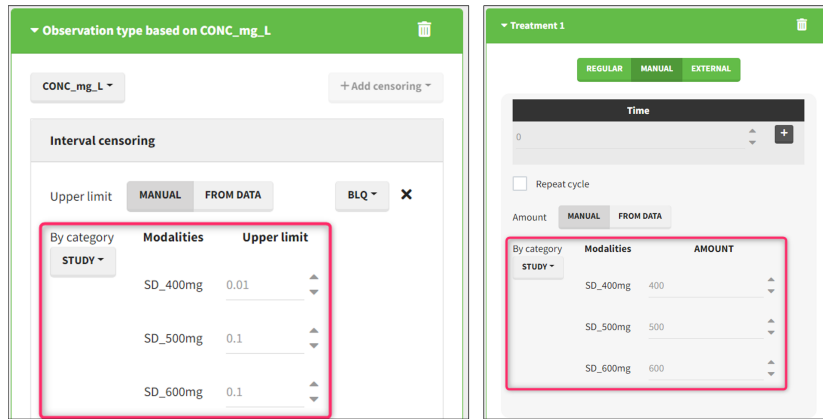 Observation type based on CONC_mg_L
CONC_mg_L
+ Add censoring
Interval censoring
Upper limit MANUAL FROM DATA BLQ
By category Modalities Upper limit
STUDY
SD_400mg 0.01
SD_500mg 0.1
SD_600mg 0.1
Treatment 1
REGULAR MANUAL EXTERNAL
Time
0
+
Repeat cycle
Amount MANUAL FROM DATA
By category Modalities AMOUNT
STUDY
SD_400mg 400
SD_500mg 500
SD_600mg 600